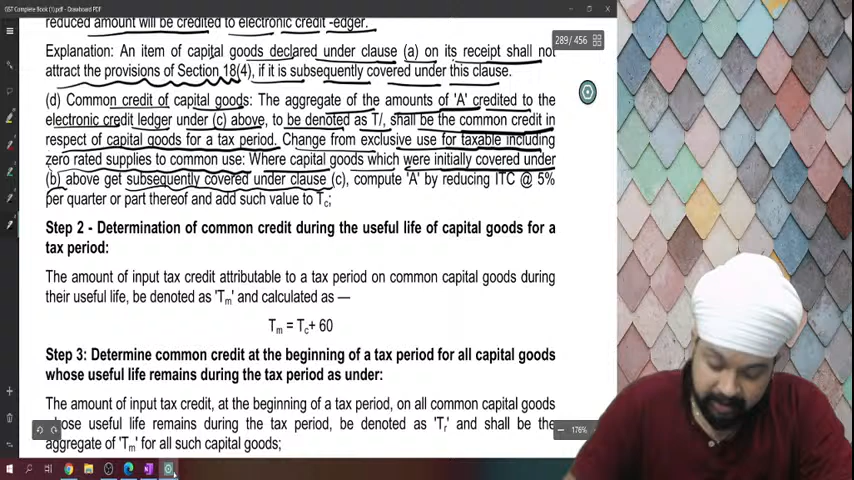 GST Complete Book (1).pdf - Drawboard PDF
reduced amount will be credited to electronic credit -edger.
Explanation: An item of capital goods declared under clause (a) on its receipt shall not
attract the provisions of Section 18(4), if it is subsequently covered under this clause.
289 / 456
(d) Common credit of capital goods: The aggregate of the amounts of 'A' credited to the
electronic credit ledger under (c) above, to be denoted as T/, shall be the common credit in
respect of capital goods for a tax period. Change from exclusive use for taxable including
zero rated supplies to common use: Where capital goods which were initially covered under
(b) above get subsequently covered under clause (c), compute 'A' by reducing ITC @ 5%
per quarter or part thereof and add such value to Tc;
Step 2 - Determination of common credit during the useful life of capital goods for a
tax period:
The amount of input tax credit attributable to a tax period on common capital goods during
their useful life, be denoted as 'Tm' and calculated as —
Tm = Tc+ 60
Step 3: Determine common credit at the beginning of a tax period for all capital goods
whose useful life remains during the tax period as under:
The amount of input tax credit, at the beginning of a tax period, on all common capital goods
whose useful life remains during the tax period, be denoted as 'Tr' and shall be the
aggregate of 'Tm' for all such capital goods;
176%